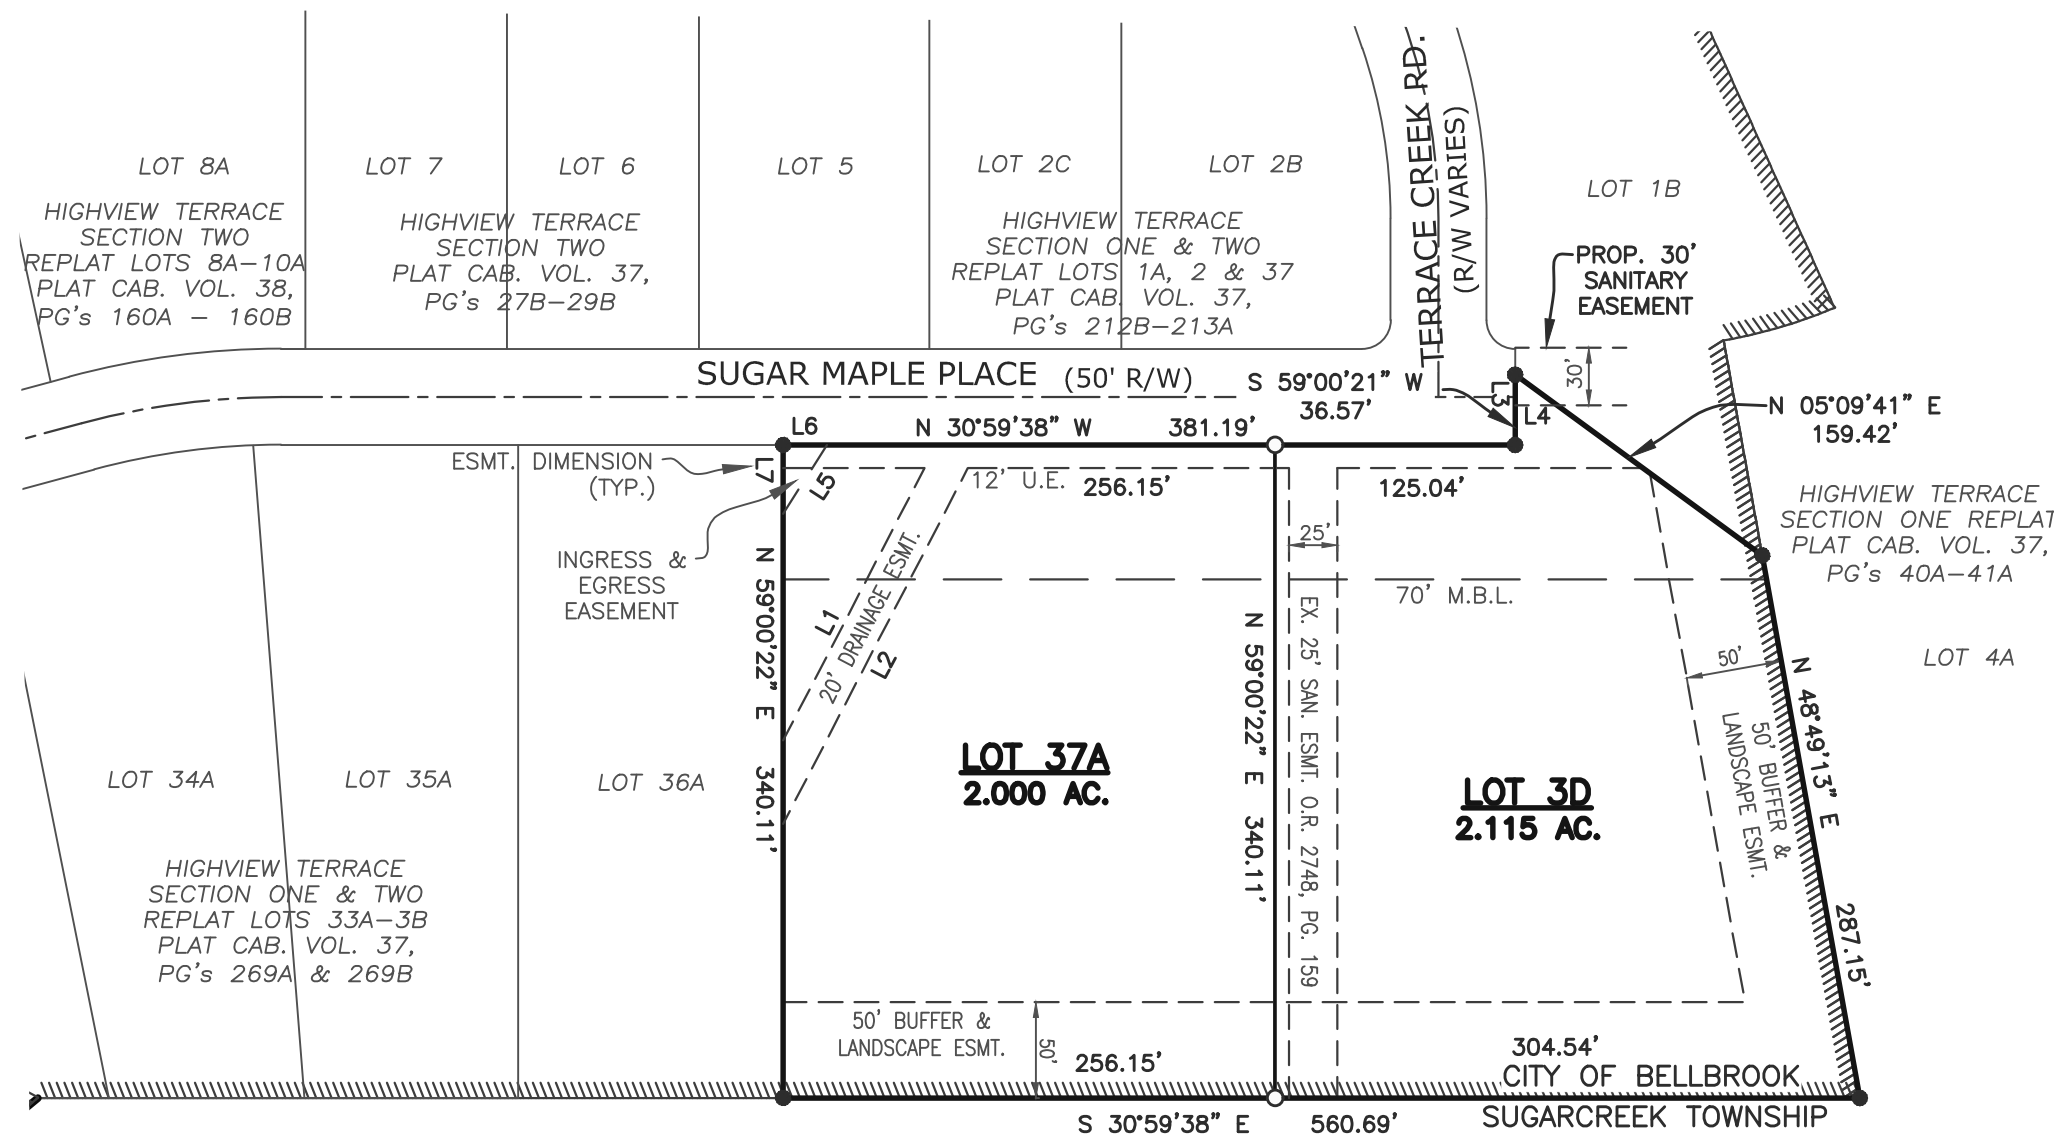 TERRACE CREEK RD.
(R/W VARIES)
LOT 8A
HIGHVIEW TERRACE
SECTION TWO
REPLAT LOTS 8A-10A
PLAT CAB. VOL. 38,
PG's 160A - 160B
LOT 7
LOT 6
HIGHVIEW TERRACE
SECTION TWO
PLAT CAB. VOL. 37,
PG's 27B-29B
LOT 5
LOT 2C
LOT 2B
HIGHVIEW TERRACE
SECTION ONE & TWO
REPLAT LOTS 1A, 2 & 37
PLAT CAB. VOL. 37,
PG's 212B-213A
LOT 1B
PROP. 30'
SANITARY
EASEMENT
30'
SUGAR MAPLE PLACE (50' R/W)
S 59°00'21" W
36.57'
L3
L4
N 05°09'41" E
159.42'
L6
N 30°59'38" W 381.19'
ESMT. DIMENSION
(TYP.)
L7
L5
12' U.E.
256.15'
125.04'
HIGHVIEW TERRACE
SECTION ONE REPLAT
PLAT CAB. VOL. 37,
PG's 40A-41A
INGRESS &
EGRESS
EASEMENT
25'
70' M.B.L.
L1
20' DRAINAGE ESMT.
L2
N 59°00'22" E 340.11'
N 59°00'22" E 340.11'
EX. 25' SAN. ESMT. O.R. 2748, PG. 159
50'
50' BUFFER &
LANDSCAPE ESMT.
N 48°49'13" E 287.15'
LOT 4A
LOT 34A
LOT 35A
LOT 36A
LOT 37A
2.000 AC.
LOT 3D
2.115 AC.
HIGHVIEW TERRACE
SECTION ONE & TWO
REPLAT LOTS 33A-3B
PLAT CAB. VOL. 37,
PG's 269A & 269B
50' BUFFER &
LANDSCAPE ESMT.
50'
256.15'
304.54'
CITY OF BELLBROOK
SUGARCREEK TOWNSHIP
S 30°59'38" E 560.69'